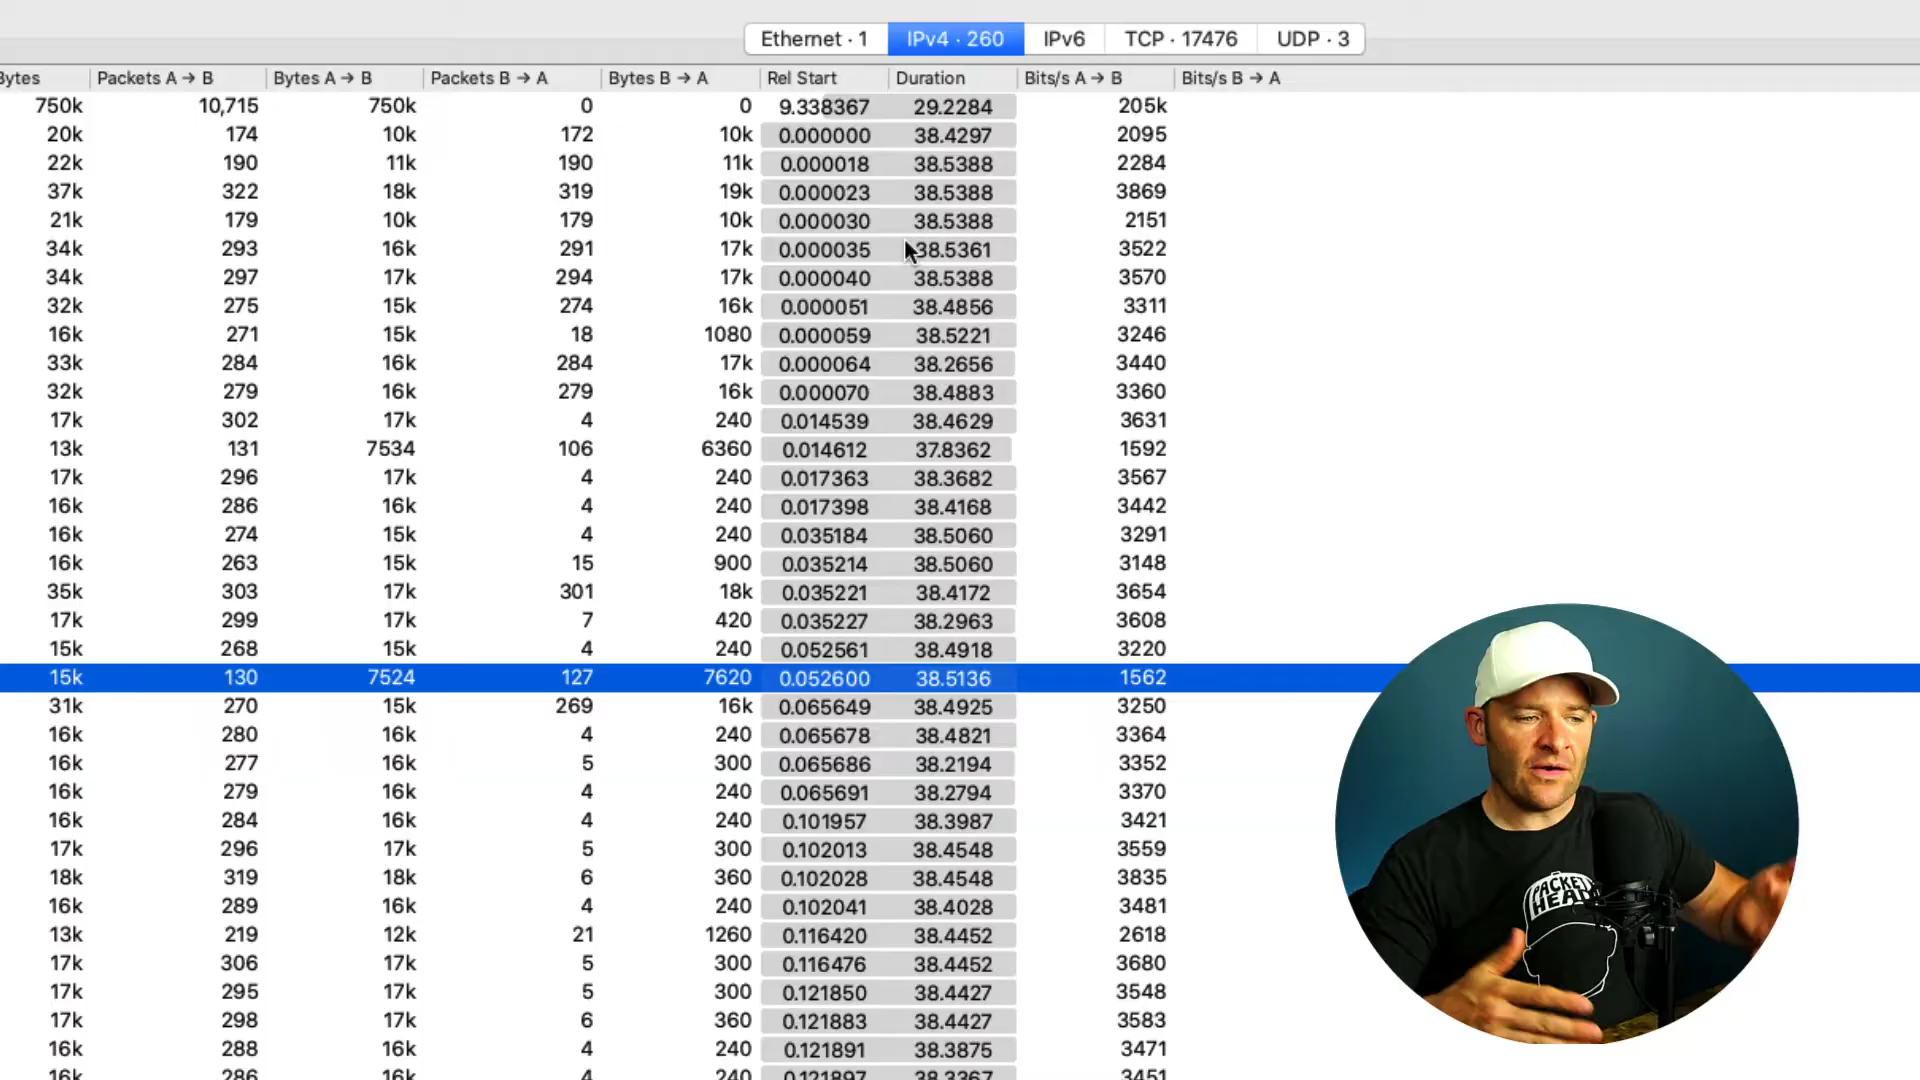 Ethernet · 1 IPv4 · 260 IPv6 TCP · 17476 UDP · 3
Bytes Packets A → B Bytes A → B Packets B → A Bytes B → A Rel Start Duration Bits/s A → B Bits/s B → A
750k 10,715 750k 0 0 9.338367 29.2284 205k
20k 174 10k 172 10k 0.000000 38.4297 2095
22k 190 11k 190 11k 0.000018 38.5388 2284
37k 322 18k 319 19k 0.000023 38.5388 3869
21k 179 10k 179 10k 0.000030 38.5388 2151
34k 293 16k 291 17k 0.000035 38.5361 3522
34k 297 17k 294 17k 0.000040 38.5388 3570
32k 275 15k 274 16k 0.000051 38.4856 3311
16k 271 15k 18 1080 0.000059 38.5221 3246
33k 284 16k 284 17k 0.000064 38.2656 3440
32k 279 16k 279 16k 0.000070 38.4883 3360
17k 302 17k 4 240 0.014539 38.4629 3631
13k 131 7534 106 6360 0.014612 37.8362 1592
17k 296 17k 4 240 0.017363 38.3682 3567
16k 286 16k 4 240 0.017398 38.4168 3442
16k 274 15k 4 240 0.035184 38.5060 3291
16k 263 15k 15 900 0.035214 38.5060 3148
35k 303 17k 301 18k 0.035221 38.4172 3654
17k 299 17k 7 420 0.035227 38.2963 3608
15k 268 15k 4 240 0.052561 38.4918 3220
15k 130 7524 127 7620 0.052600 38.5136 1562
31k 270 15k 269 16k 0.065649 38.4925 3250
16k 280 16k 4 240 0.065678 38.4821 3364
16k 277 16k 5 300 0.065686 38.2194 3352
16k 279 16k 4 240 0.065691 38.2794 3370
16k 284 16k 4 240 0.101957 38.3987 3421
17k 296 17k 5 300 0.102013 38.4548 3559
18k 319 18k 6 360 0.102028 38.4548 3835
16k 289 16k 4 240 0.102041 38.4028 3481
13k 219 12k 21 1260 0.116420 38.4452 2618
17k 306 17k 5 300 0.116476 38.4452 3680
17k 295 17k 5 300 0.121850 38.4427 3548
17k 298 17k 6 360 0.121883 38.4427 3583
16k 288 16k 4 240 0.121891 38.3875 3471
16k 286 16k 4 240 0.121897 38.3367 3451
PACKET
HEAD